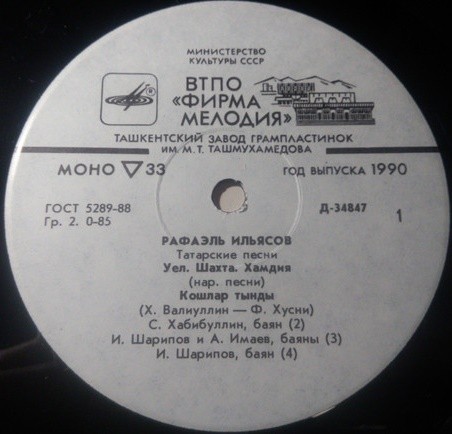 МИНИСТЕРСТВО
КУЛЬТУРЫ СССР
ВТПО
«ФИРМА
МЕЛОДИЯ»
ТАШКЕНТСКИЙ ЗАВОД ГРАМПЛАСТИНОК
ИМ М.Т. ТАШМУХАМЕДОВА
МОНО 33
ГОД ВЫПУСКА 1990
ГОСТ 5289-88
Гр. 2. 0-85
Д-34847
1
РАФАЭЛЬ ИЛЬЯСОВ
Татарские песни
Уел. Шахта. Хамдия
(нар. песни)
Кошлар тынды
(Х. Валиуллин — Ф. Хусни)
С. Хабибуллин, баян (2)
И. Шарипов и А. Имаев, баяны (3)
И. Шарипов, баян (4)